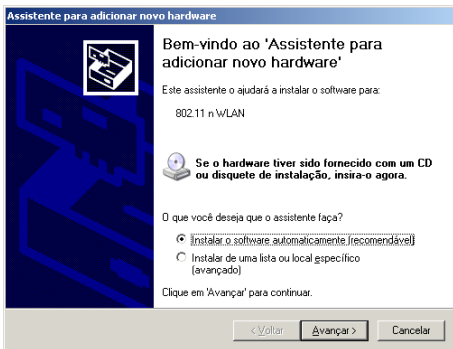 Assistente para adicionar novo hardware
Bem-vindo ao 'Assistente para
adicionar novo hardware'
Este assistente o ajudará a instalar o software para:
802.11 n WLAN
Se o hardware tiver sido fornecido com um CD
ou disquete de instalação, insira-o agora.
O que você deseja que o assistente faça?
Instalar o software automaticamente (recomendável)
Instalar de uma lista ou local específico
(avançado)
Clique em 'Avançar' para continuar.
< Voltar Avançar > Cancelar